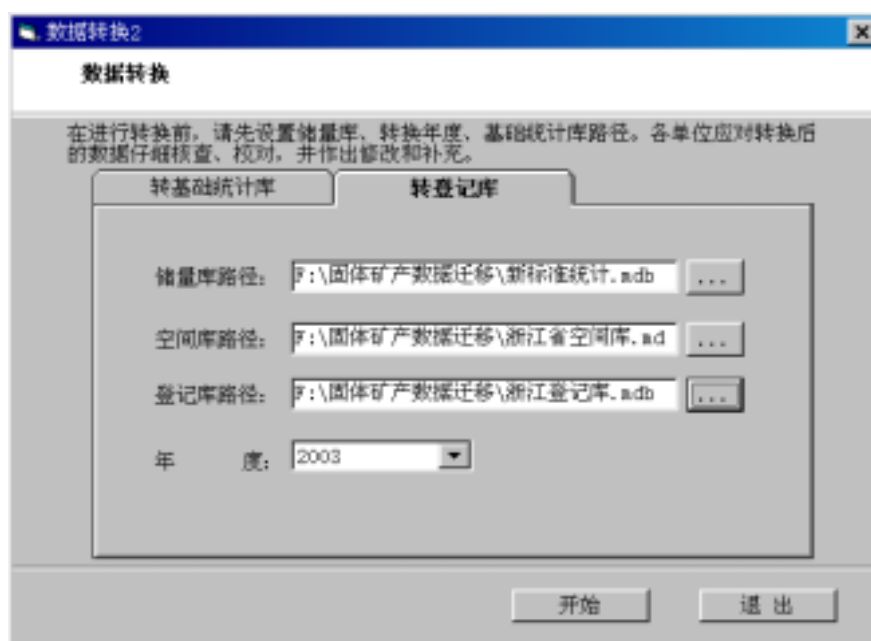 数据转换2
数据转换
在进行转换前，请先设置储量库、转换年度、基础统计库路径。各单位应对转换后
的数据仔细核查、校对，并作出修改和补充。
转基础统计库 转登记库
储量库路径： F:\固体矿产数据迁移\新标准统计.mdb ...
空间库路径： F:\固体矿产数据迁移\浙江省空间库.md ...
登记库路径： F:\固体矿产数据迁移\浙江登记库.mdb ...
年 度： 2003
开始 退 出